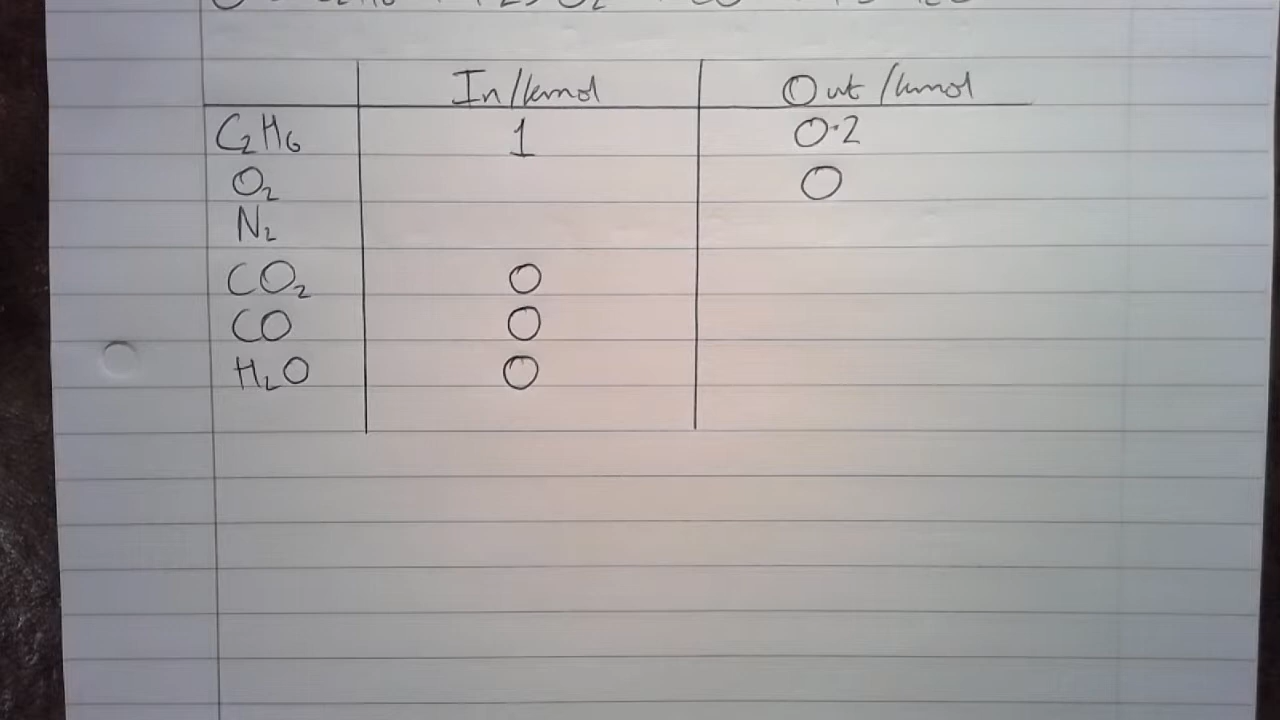 In/kmol Out/kmol
C₂H₆ 1 0.2
O₂ 0
N₂
CO₂ 0
CO 0
H₂O 0